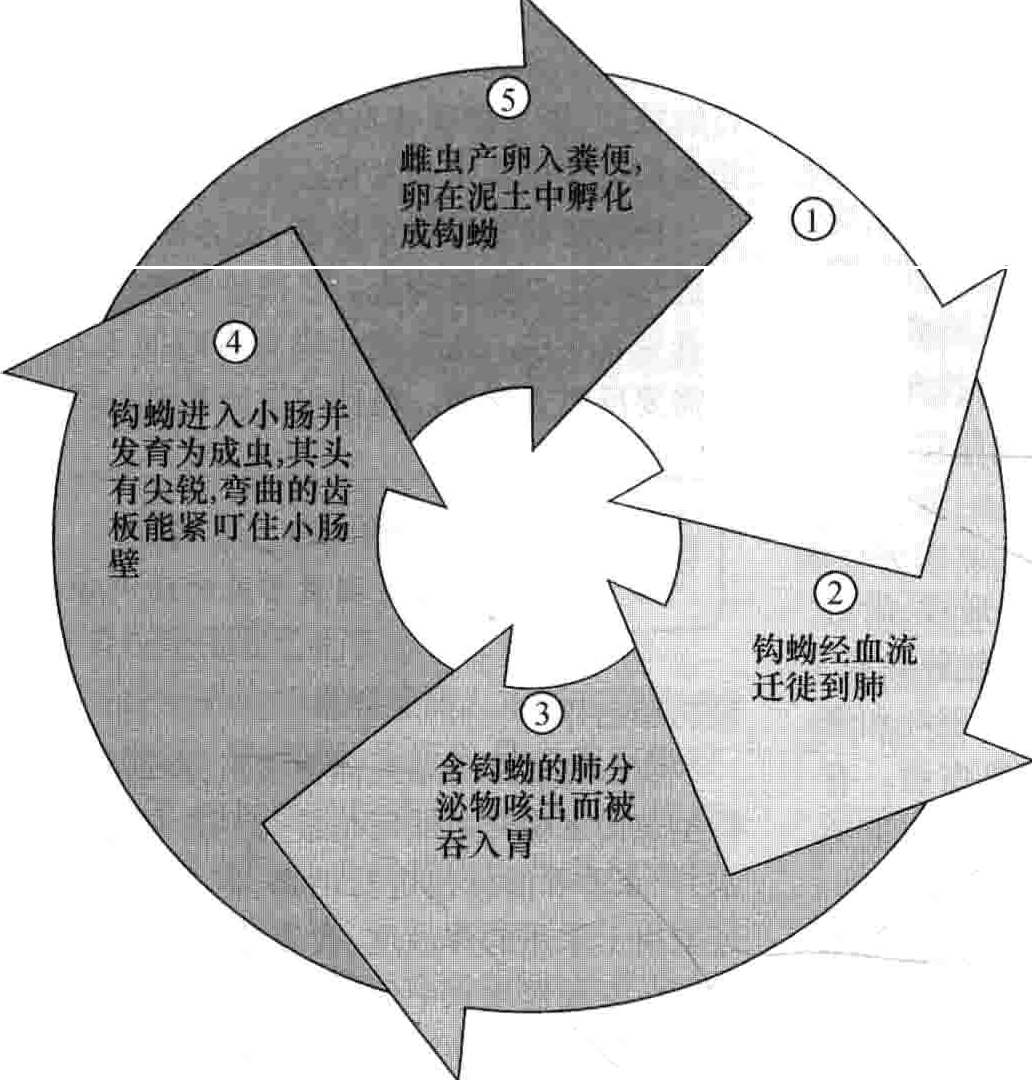 ⑤
雌虫产卵入粪便,
卵在泥土中孵化
成钩蚴
①
②
钩蚴经血流
迁徙到肺
③
含钩蚴的肺分
泌物咳出而被
吞入胃
④
钩蚴进入小肠并
发育为成虫,其头
有尖锐,弯曲的齿
板能紧叮住小肠
壁